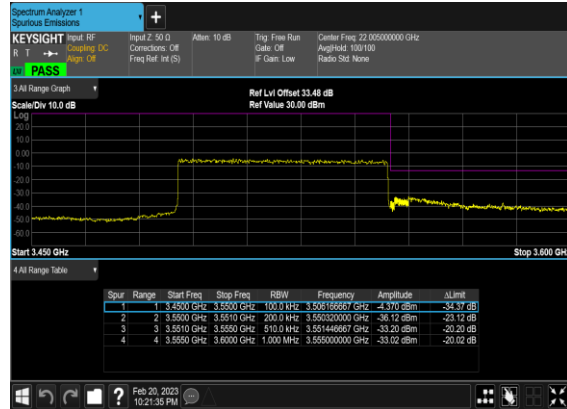 Spectrum Analyzer 1
Spurious Emissions
+
KEYSIGHT Input: RF Input Z: 50 Ω Atten: 10 dB Trig: Free Run Center Freq: 22.005000000 GHz
R T Coupling: DC Corrections: Off Gate: Off Avg|Hold: 100/100
Align: Off Freq Ref: Int (S) IF Gain: Low Radio Std: None
PASS
3 All Range Graph
Ref Lvl Offset 33.48 dB
Scale/Div 10.0 dB Ref Value 30.00 dBm
Log
20.0
10.0
0.00
-10.0
-20.0
-30.0
-40.0
-50.0
-60.0
Start 3.450 GHz Stop 3.600 GHz
4 All Range Table
Spur Range Start Freq Stop Freq RBW Frequency Amplitude ΔLimit
1 1 3.4500 GHz 3.5500 GHz 100.0 kHz 3.506166667 GHz -4.370 dBm -34.37 dB
2 2 3.5500 GHz 3.5510 GHz 200.0 kHz 3.550320000 GHz -36.12 dBm -23.12 dB
3 3 3.5510 GHz 3.5550 GHz 510.0 kHz 3.551446667 GHz -33.20 dBm -20.20 dB
4 4 3.5550 GHz 3.6000 GHz 1.000 MHz 3.555000000 GHz -33.02 dBm -20.02 dB
? Feb 20, 2023
10:21:35 PM